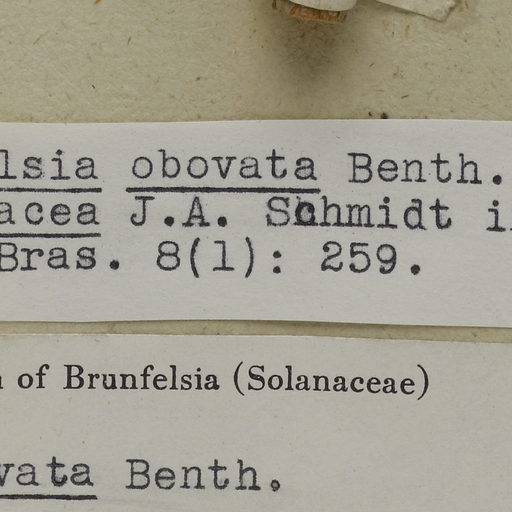 lsia obovata Benth.
acea J.A. Schmidt i
Bras. 8(1): 259.
of Brunfelsia (Solanaceae)
vata Benth.